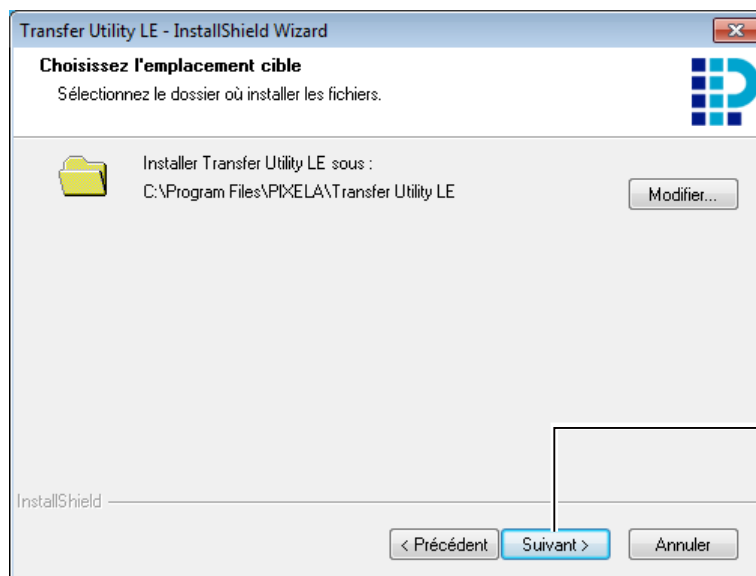 Transfer Utility LE - InstallShield Wizard
Choisissez l'emplacement cible
Sélectionnez le dossier où installer les fichiers.
Installer Transfer Utility LE sous :
C:\Program Files\PIXELA\Transfer Utility LE
Modifier...
InstallShield
< Précédent
Suivant >
Annuler